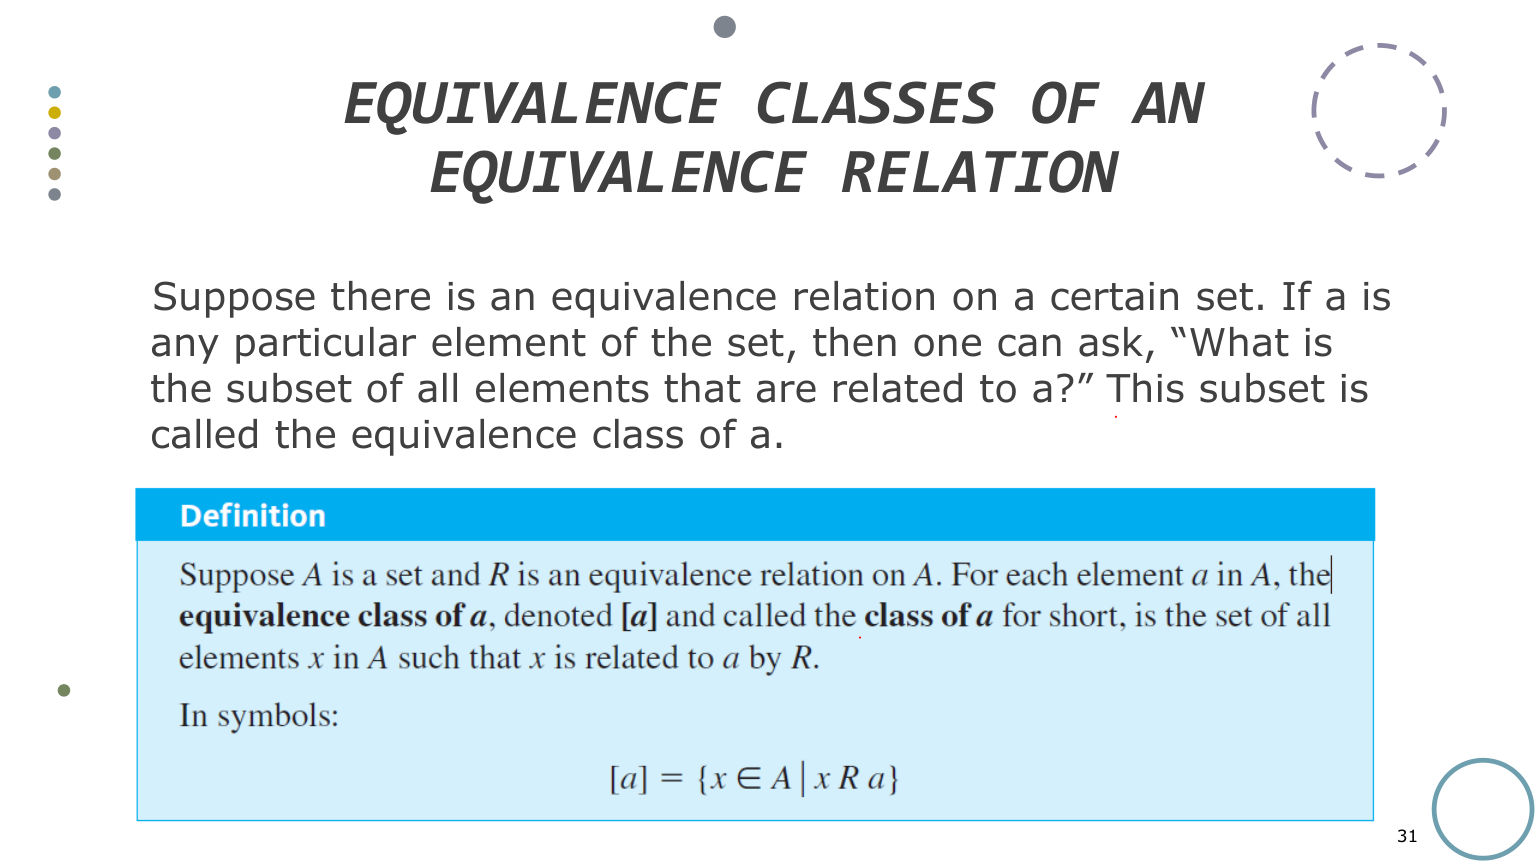 EQUIVALENCE CLASSES OF AN
EQUIVALENCE RELATION
Suppose there is an equivalence relation on a certain set. If a is
any particular element of the set, then one can ask, “What is
the subset of all elements that are related to a?” This subset is
called the equivalence class of a.
Definition
Suppose A is a set and R is an equivalence relation on A. For each element a in A, the
equivalence class of a, denoted [a] and called the class of a for short, is the set of all
elements x in A such that x is related to a by R.
In symbols:
[a] = {x ∈ A | x R a}
31